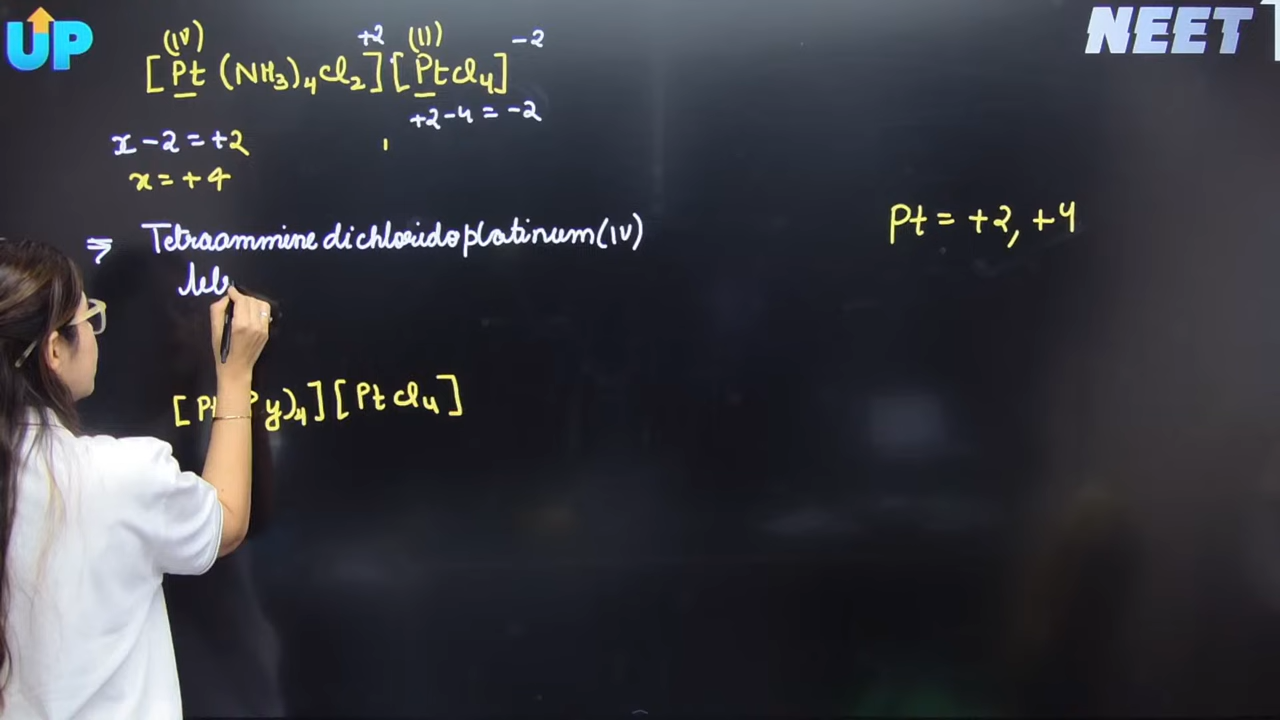 UP
NEET
(IV) +2 (II) -2
[Pt(NH3)4Cl2][PtCl4]
+2-4=-2
x-2=+2
x=+4
Pt = +2, +4
⇒ Tetraammine dichlorido platinum(IV)
y)4][PtCl4]